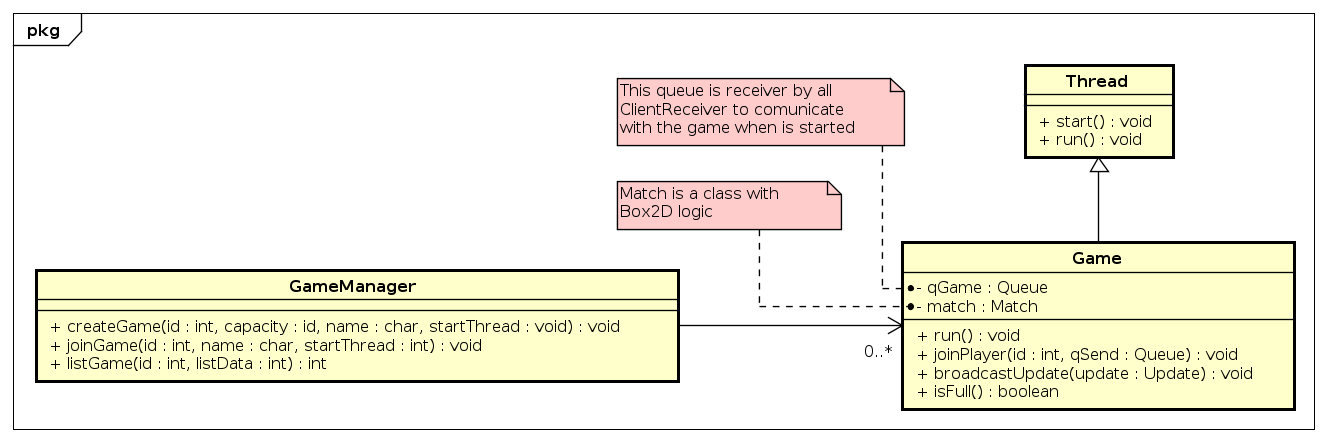 pkg
This queue is receiver by all
ClientReceiver to comunicate
with the game when is started
Match is a class with
Box2D logic
Thread
+ start() : void
+ run() : void
GameManager
+ createGame(id : int, capacity : id, name : char, startThread : void) : void
+ joinGame(id : int, name : char, startThread : int) : void
+ listGame(id : int, listData : int) : int
0..*
Game
- qGame : Queue
- match : Match
+ run() : void
+ joinPlayer(id : int, qSend : Queue) : void
+ broadcastUpdate(update : Update) : void
+ isFull() : boolean